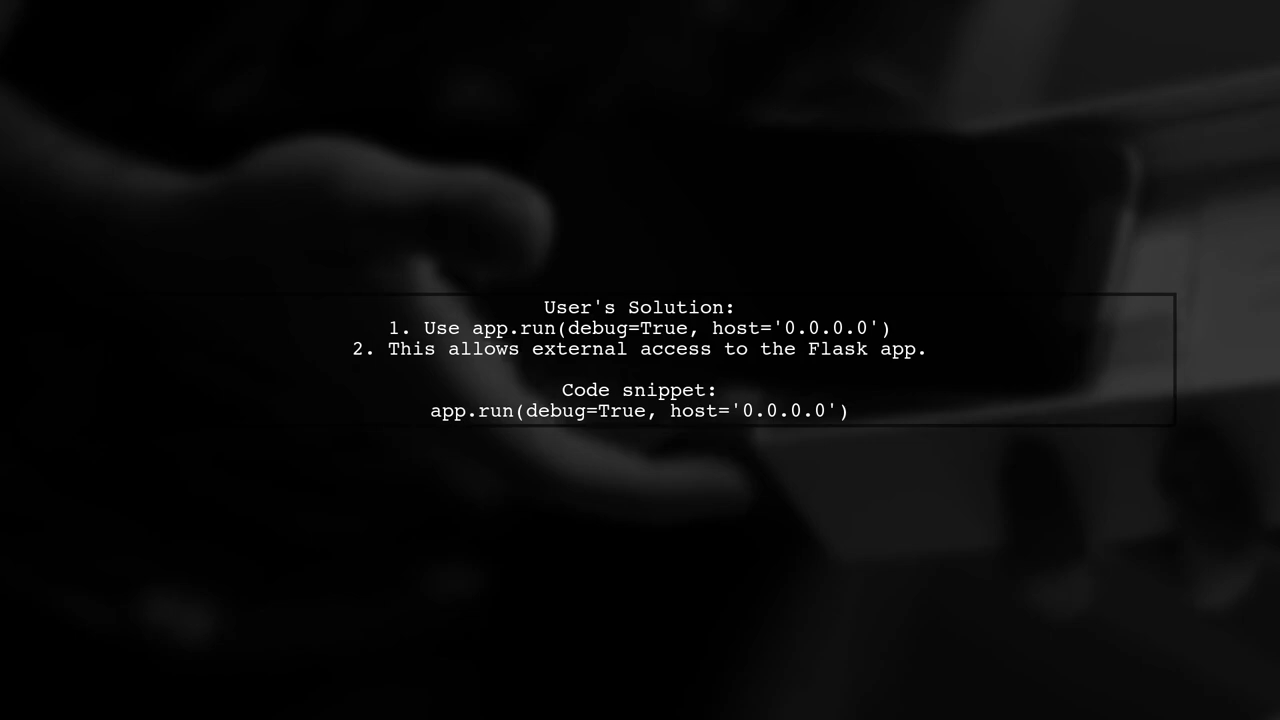 User's Solution:
1. Use app.run(debug=True, host='0.0.0.0')
2. This allows external access to the Flask app.
Code snippet:
app.run(debug=True, host='0.0.0.0')